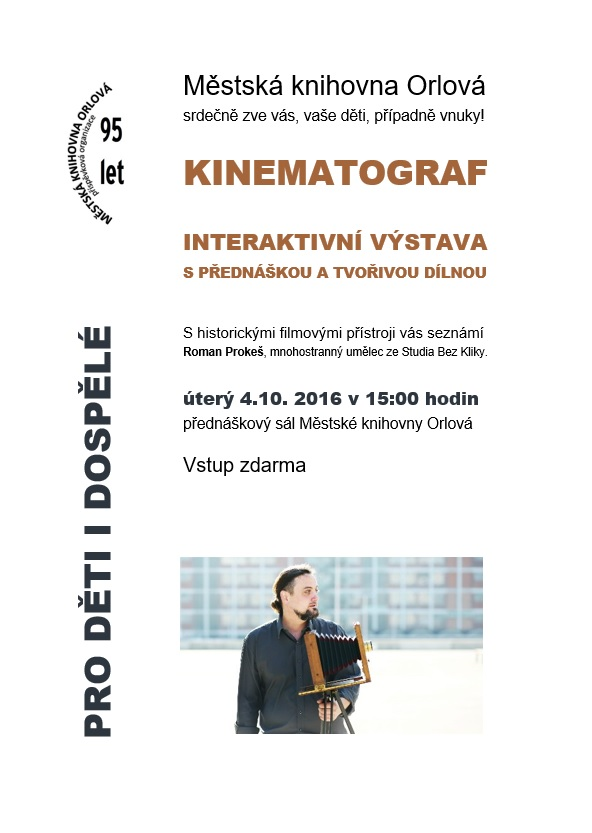 MĚSTSKÁ KNIHOVNA ORLOVÁ
příspěvková organizace
95
let
Městská knihovna Orlová
srdečně zve vás, vaše děti, případně vnuky!
KINEMATOGRAF
INTERAKTIVNÍ VÝSTAVA
S PŘEDNÁŠKOU A TVOŘIVOU DÍLNOU
S historickými filmovými přístroji vás seznámí
Roman Prokeš, mnohostranný umělec ze Studia Bez Kliky.
úterý 4.10. 2016 v 15:00 hodin
přednáškový sál Městské knihovny Orlová
Vstup zdarma
PRO DĚTI I DOSPĚLÉ